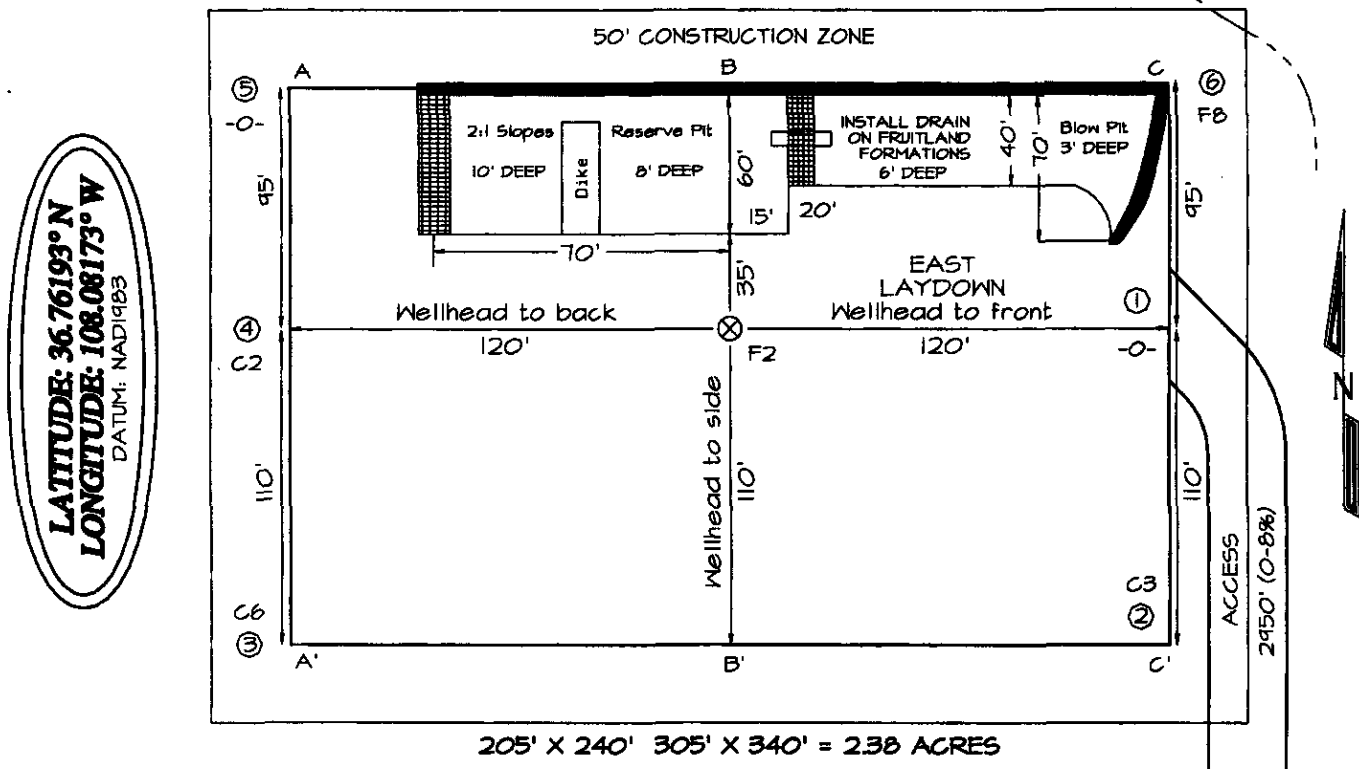 50' CONSTRUCTION ZONE
A
B
C
⑤
-0-
⑥
F8
2:1 Slopes
10' DEEP
Dike
Reserve Pit
8' DEEP
60'
INSTALL DRAIN
ON FRUITLAND
FORMATIONS
6' DEEP
40'
70'
Blow Pit
3' DEEP
95'
95'
15'
20'
70'
35'
EAST
LAYDOWN
Wellhead to back
Wellhead to front
①
④
C2
120'
F2
120'
-0-
Wellhead to side
110'
110'
110'
C6
③
C3
②
A'
B'
C'
ACCESS
2950' (0-8%)
N
LATITUDE: 36.76193° N
LONGITUDE: 108.08173° W
DATUM: NAD1983
205' X 240' 305' X 340' = 2.38 ACRES